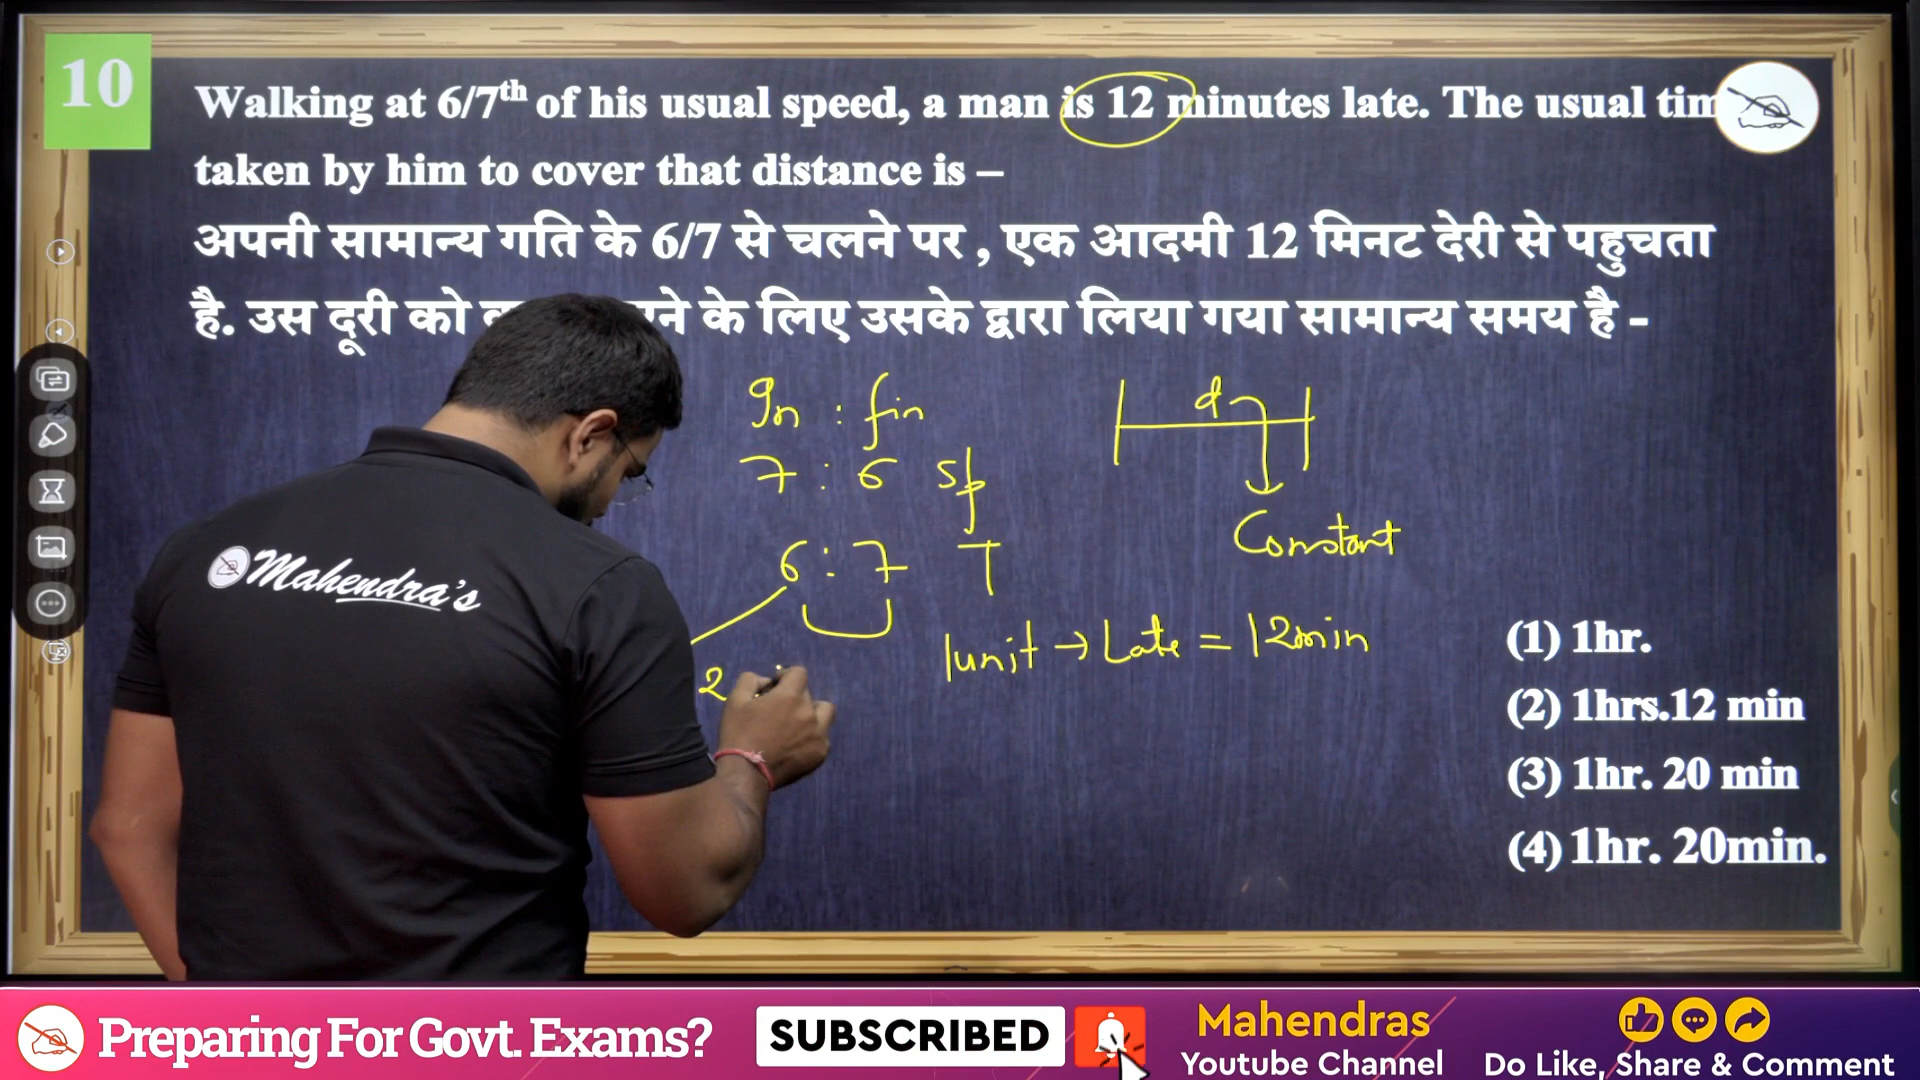 10
Walking at 6/7th of his usual speed, a man is 12 minutes late. The usual
taken by him to cover that distance is –
अपनी सामान्य गति के 6/7 से चलने पर , एक आदमी 12 मिनट देरी से पहुचता
है. उस दूरी को के लिए उसके द्वारा लिया गया सामान्य समय है -
In : fin
7 : 6 sp
6 : 7 T
1unit → Late = 12min
2
d
Constant
(1) 1hr.
(2) 1hrs.12 min
(3) 1hr. 20 min
(4) 1hr. 20min.
Mahendra's
Preparing For Govt. Exams?
SUBSCRIBED
Mahendras
Youtube Channel
Do Like, Share & Comment